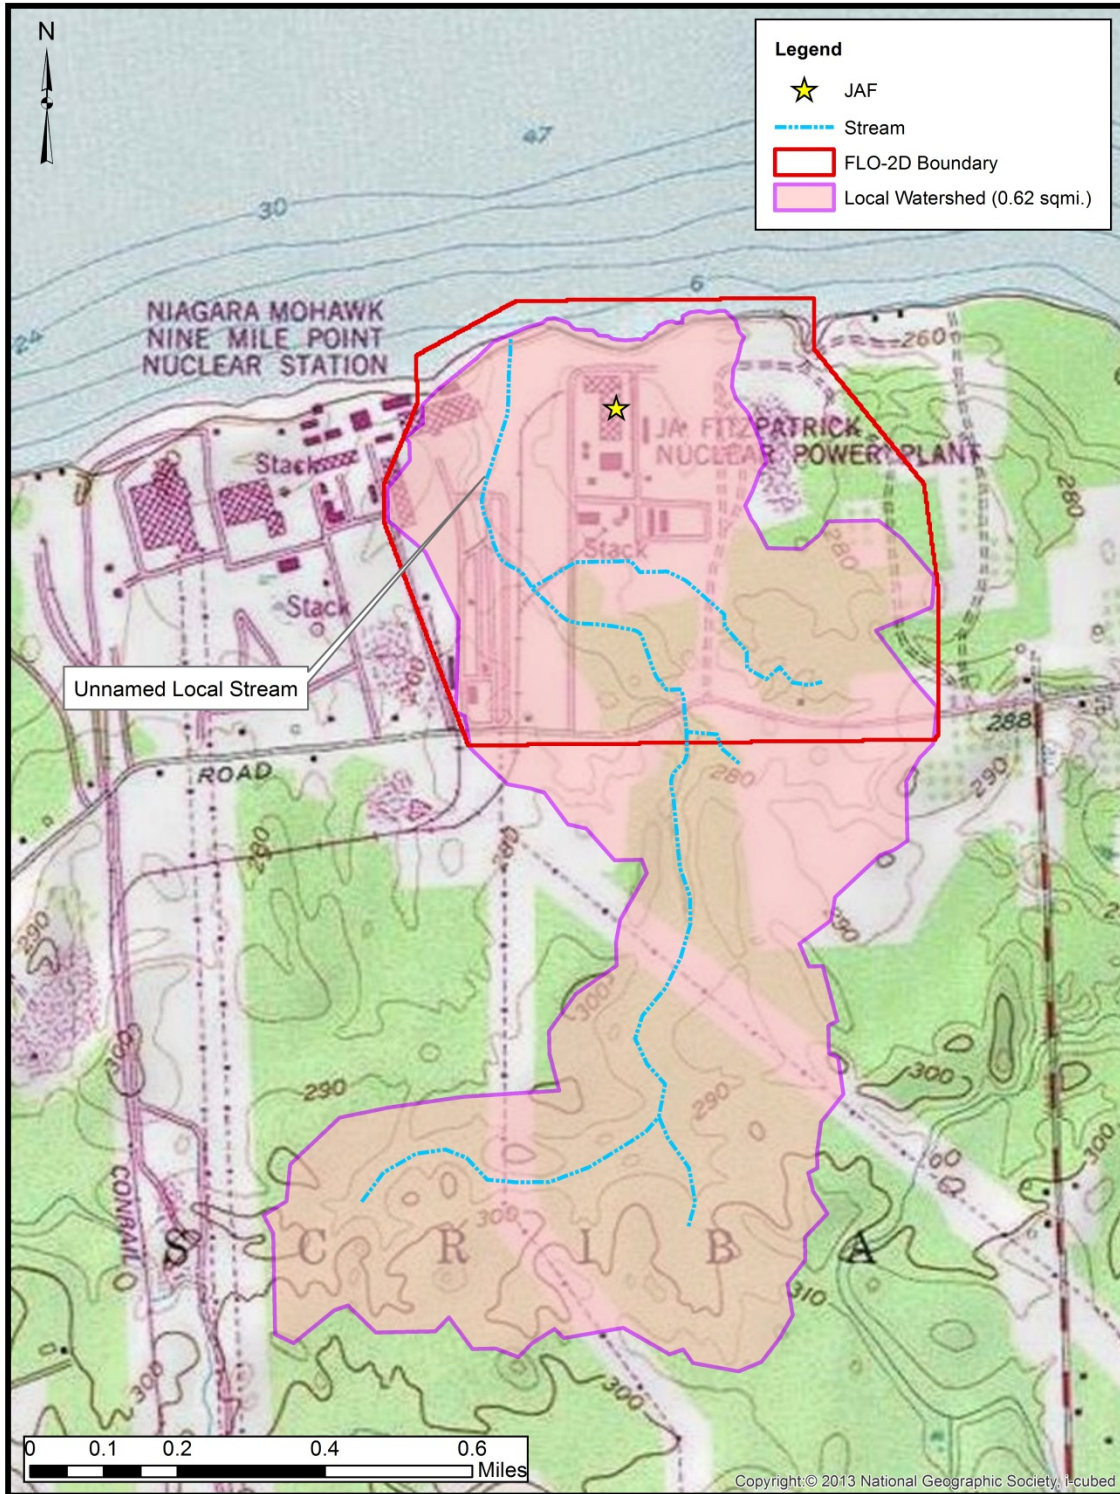 N
Legend
JAF
Stream
FLO-2D Boundary
Local Watershed (0.62 sqmi.)
47
30
6
24
NIAGARA MOHAWK
NINE MILE POINT
NUCLEAR STATION
260
JA FITZPATRICK
NUCLEAR POWER PLANT
Stack
280
Stack
280
Stack
Unnamed Local Stream
288
ROAD
280
290
280
280
290
290
300
300
290
300
290
300
300
CONRAIL
300
S C R I B A
310
300
300
0 0.1 0.2 0.4 0.6
Miles
Copyright:© 2013 National Geographic Society, i-cubed